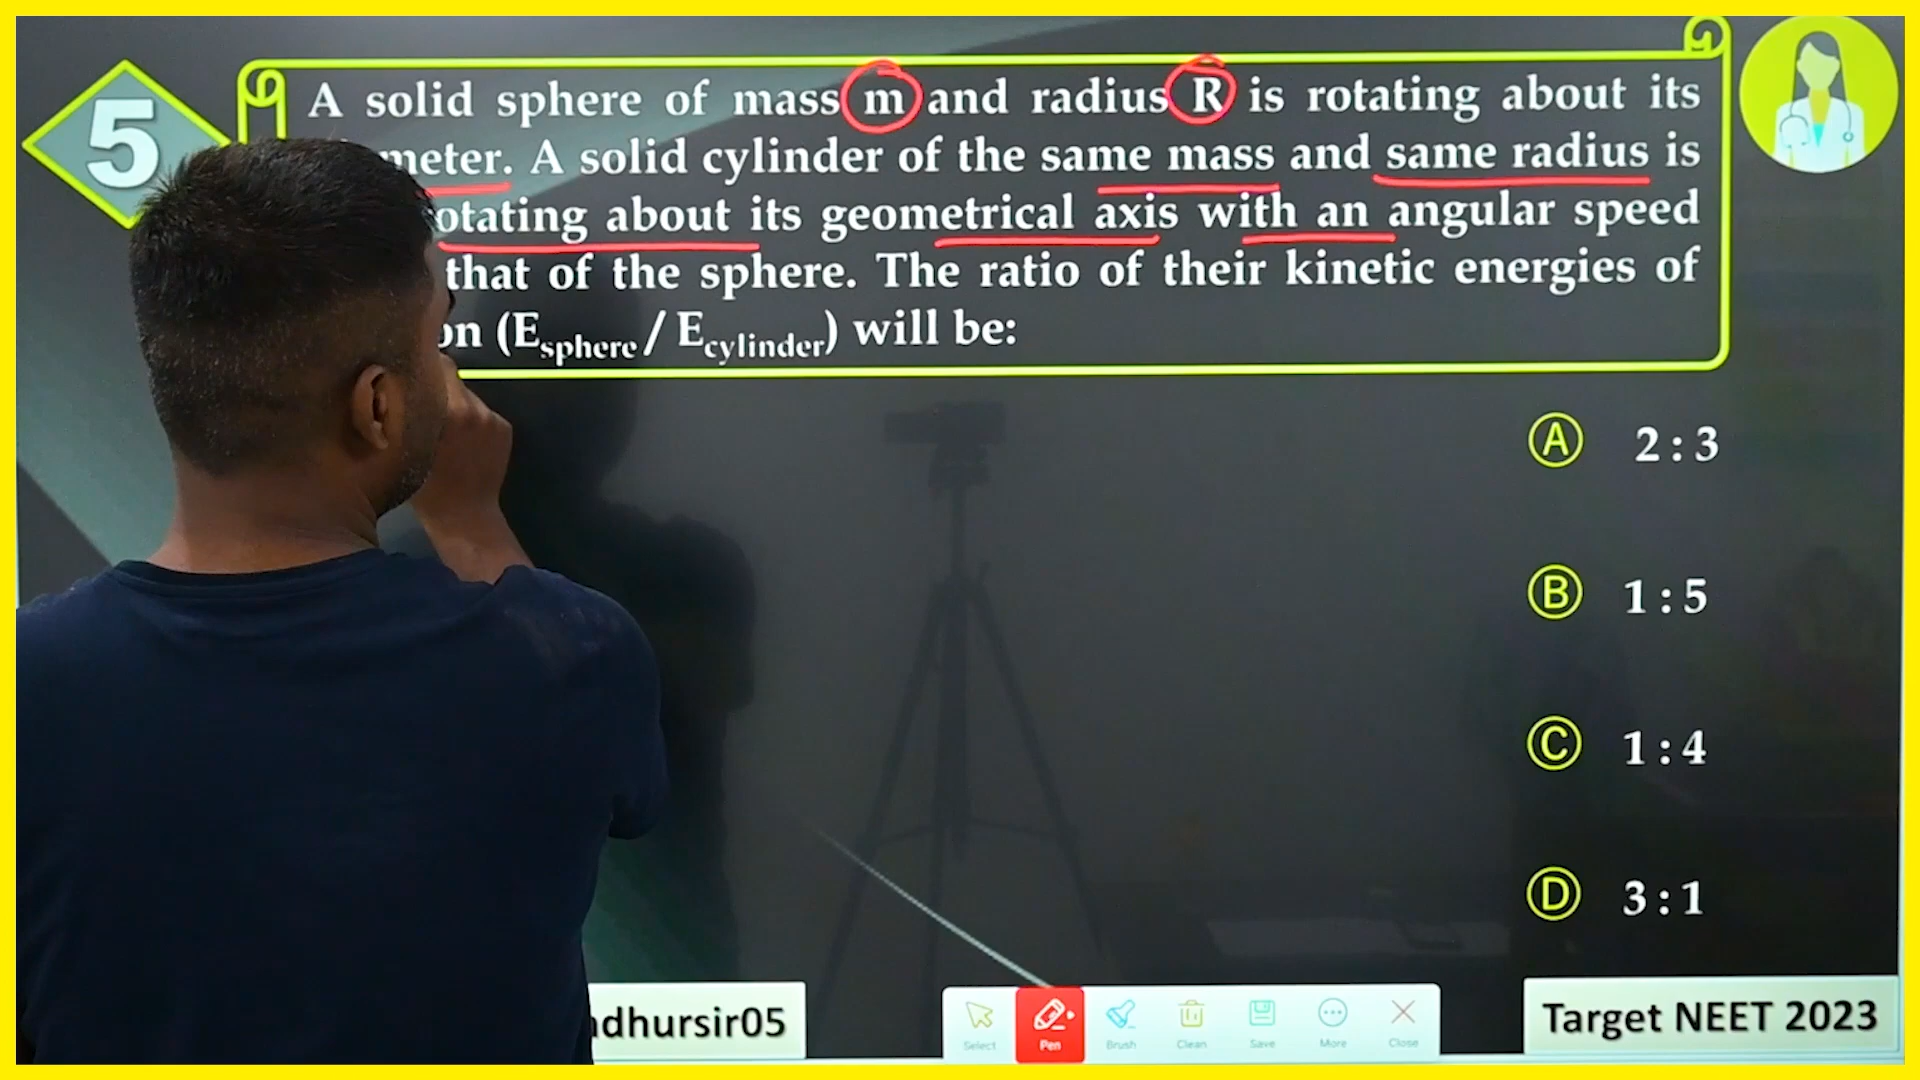 5
A solid sphere of mass m and radius R is rotating about its
meter. A solid cylinder of the same mass and same radius is
otating about its geometrical axis with an angular speed
that of the sphere. The ratio of their kinetic energies of
on (Esphere / Ecylinder) will be:
A 2 : 3
B 1 : 5
C 1 : 4
D 3 : 1
adhursir05
Select Pen Brush Clean Save More Close
Target NEET 2023